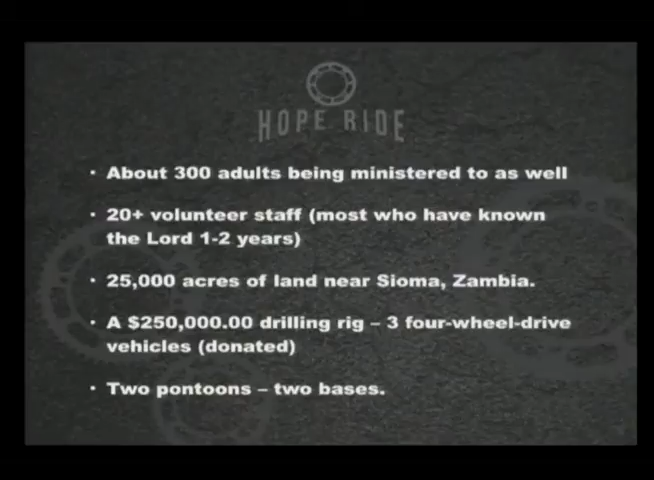 HOPE RIDE
• About 300 adults being ministered to as well
• 20+ volunteer staff (most who have known
the Lord 1-2 years)
• 25,000 acres of land near Sioma, Zambia.
• A $250,000.00 drilling rig – 3 four-wheel-drive
vehicles (donated)
• Two pontoons – two bases.